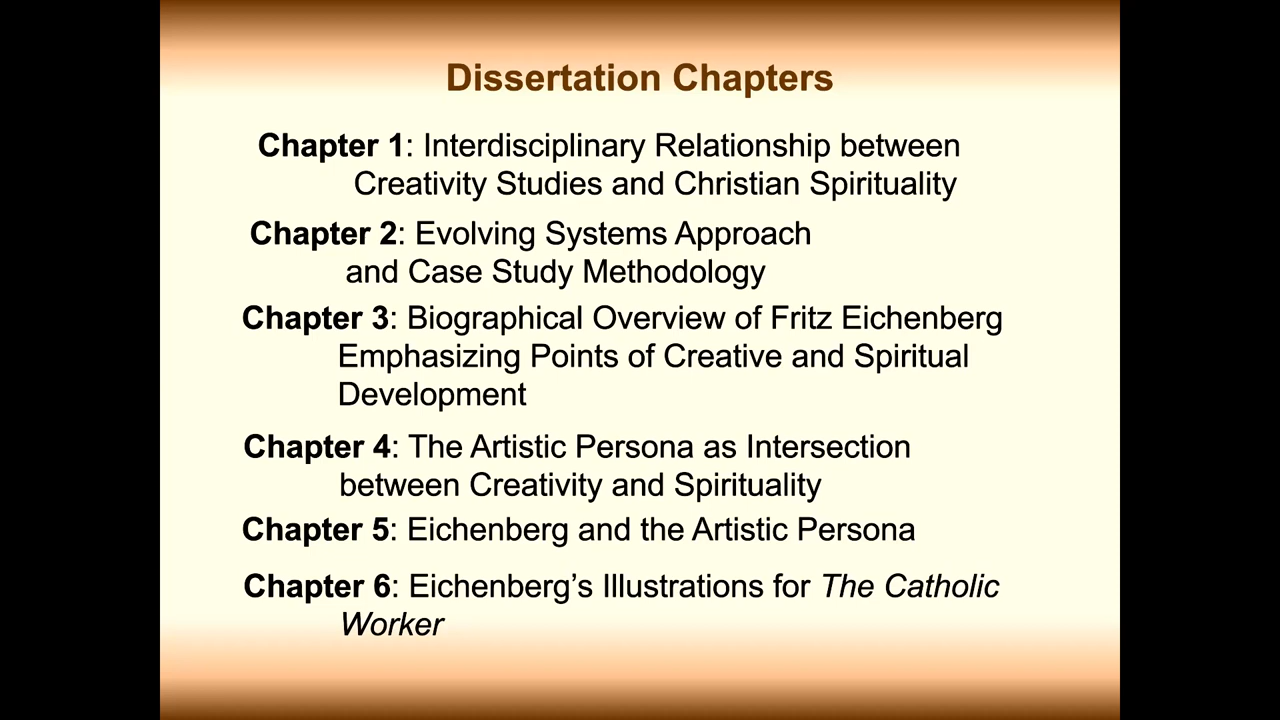 Dissertation Chapters
Chapter 1: Interdisciplinary Relationship between
Creativity Studies and Christian Spirituality
Chapter 2: Evolving Systems Approach
and Case Study Methodology
Chapter 3: Biographical Overview of Fritz Eichenberg
Emphasizing Points of Creative and Spiritual
Development
Chapter 4: The Artistic Persona as Intersection
between Creativity and Spirituality
Chapter 5: Eichenberg and the Artistic Persona
Chapter 6: Eichenberg’s Illustrations for The Catholic
Worker